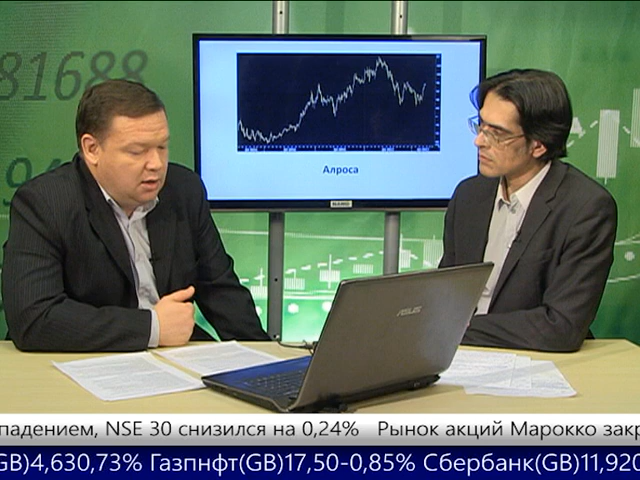 81688
Алроса
ASUS
падением, NSE 30 снизился на 0,24% Рынок акций Марокко закр
GB)4,630,73% Газпнфт(GB)17,50-0,85% Сбербанк(GB)11,920